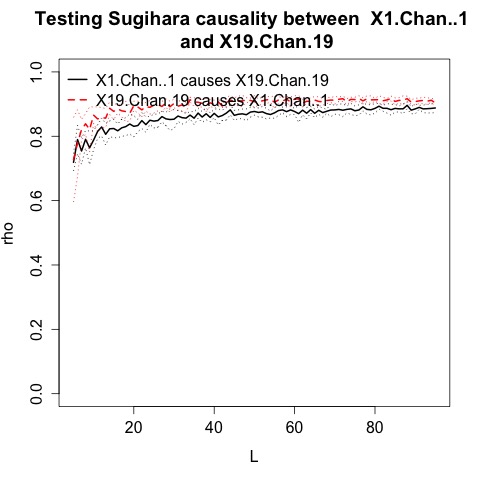 Testing Sugihara causality between X1.Chan..1
and X19.Chan.19
X1.Chan..1 causes X19.Chan.19
X19.Chan.19 causes X1.Chan..1
1.0
0.8
0.6
0.4
0.2
0.0
rho
20 40 60 80
L